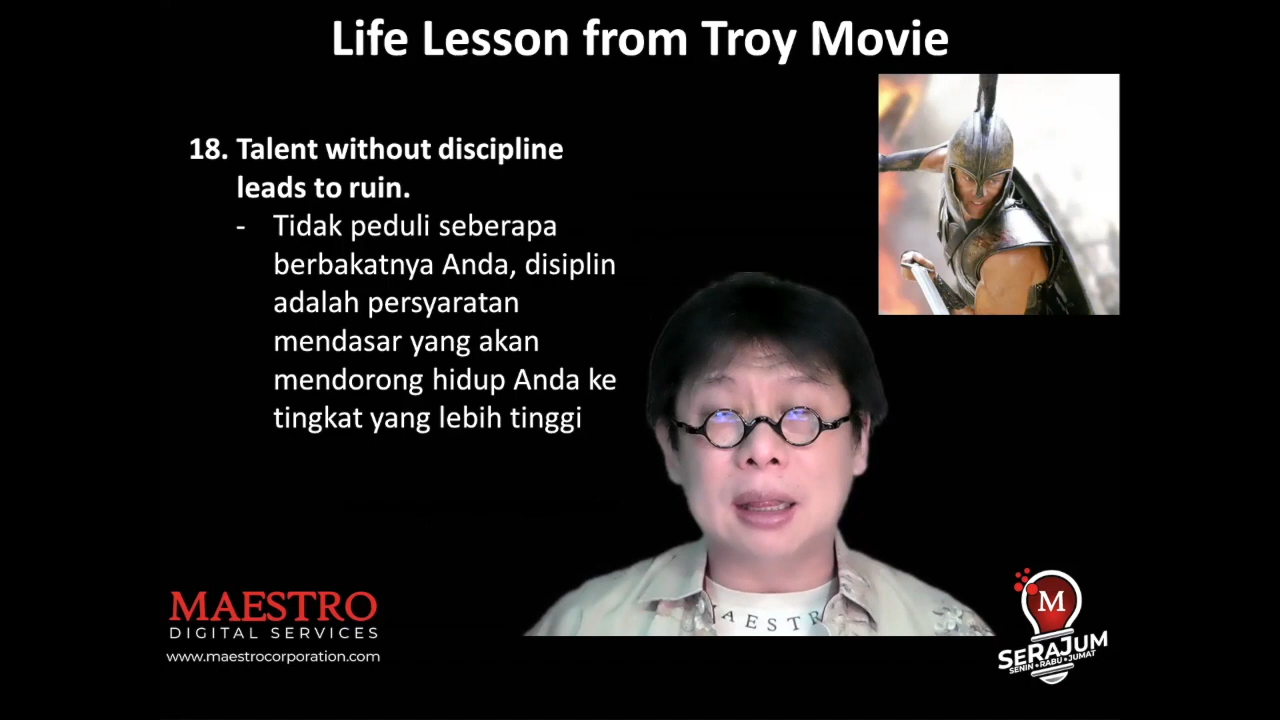 Life Lesson from Troy Movie
18. Talent without discipline
leads to ruin.
- Tidak peduli seberapa
berbakatnya Anda, disiplin
adalah persyaratan
mendasar yang akan
mendorong hidup Anda ke
tingkat yang lebih tinggi
MAESTRO
DIGITAL SERVICES
www.maestrocorporation.com
AESTR
M
SERAJUM
SENIN • RABU • JUMAT